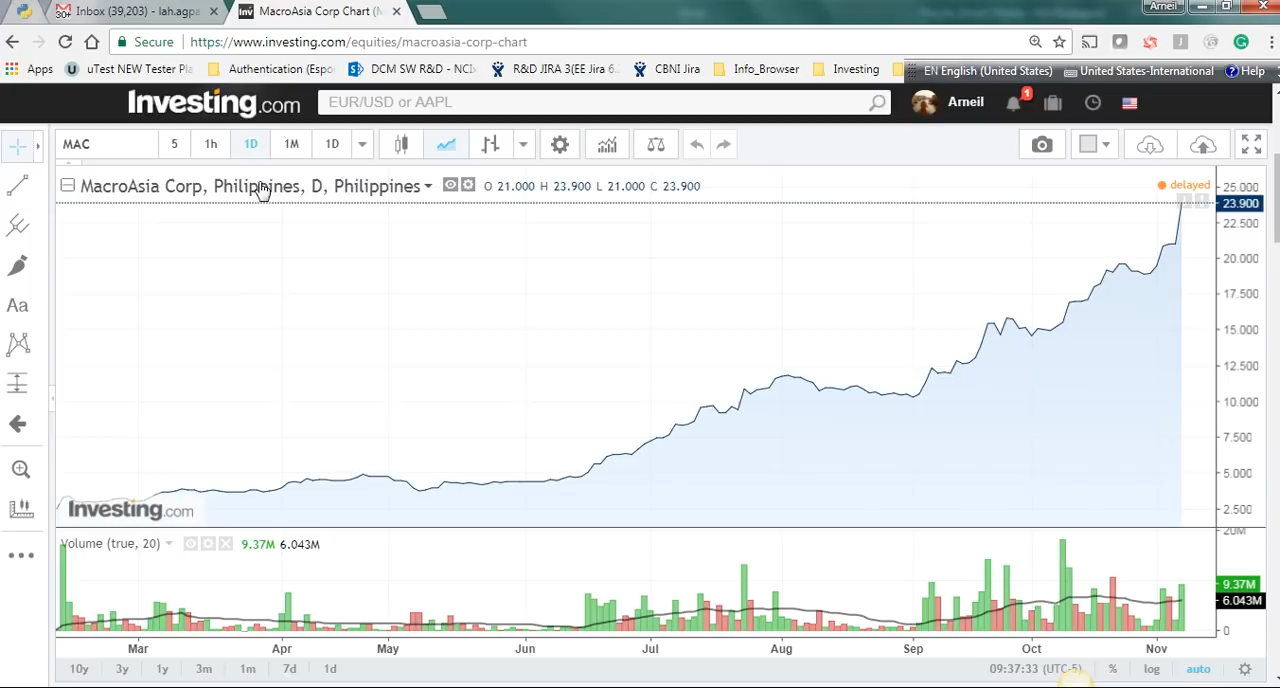 Inbox (39,203) - lah.agpa
MacroAsia Corp Chart (M
Arneil
30+
Inv
Secure
https://www.investing.com/equities/macroasia-corp-chart
Apps
uTest NEW Tester Pla
Authentication (Espo
DCM SW R&D - NCI
R&D JIRA 3(EE Jira 6.
CBNI Jira
Info_Browser
Investing
EN English (United States)
United States-International
Help
Investing.com
EUR/USD or AAPL
Arneil
1
MAC
5
1h
1D
1M
1D
MacroAsia Corp, Philippines, D, Philippines
O 21.000 H 23.900 L 21.000 C 23.900
delayed
25.000
23.900
22.500
20.000
17.500
15.000
12.500
10.000
7.500
5.000
2.500
Aa
Investing.com
Volume (true, 20)
9.37M 6.043M
20M
9.37M
6.043M
0
Mar
Apr
May
Jun
Jul
Aug
Sep
Oct
Nov
10y
3y
1y
3m
1m
7d
1d
09:37:33 (UTC-5)
%
log
auto